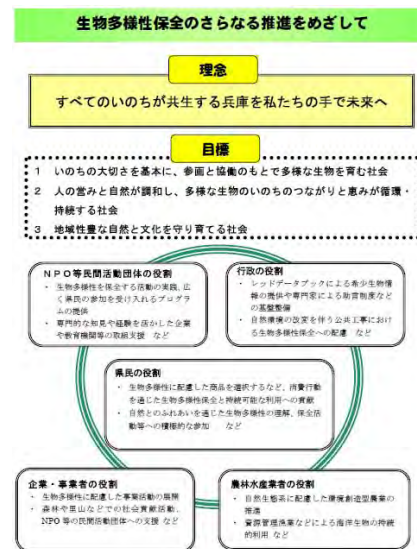 生物多様性保全のさらなる推進をめざして
理念
すべてのいのちが共生する兵庫を私たちの手で未来へ
目標
1 いのちの大切さを基本に、参画と協働のもとで多様な生物を育む社会
2 人の営みと自然が調和し、多様な生物のいのちのつながりと恵みが循環・
持続する社会
3 地域性豊な自然と文化を守り育てる社会
NPO等民間活動団体の役割
・ 生物多様性を保全する活動の実践、広
く県民の参加を受け入れるプログラ
ムの提供
・ 専門的な知見や経験を活かした企業
や教育機関等の取組支援 など
行政の役割
・ レッドデータブックによる希少生物情
報の提供や専門家による助言制度など
の基盤整備
・ 自然環境の改変を伴う公共工事におけ
る生物多様性保全への配慮 など
県民の役割
・ 生物多様性に配慮した商品を選択するなど、消費行動
を通じた生物多様性保全と持続可能な利用への貢献
・ 自然とのふれあいを通じた生物多様性の理解、保全活
動等への積極的な参加 など
企業・事業者の役割
・ 生物多様性に配慮した事業活動の展開
・ 森林や里山などでの社会貢献活動、
NPO 等の民間活動団体への支援 など
農林水産業者の役割
・ 自然生態系に配慮した環境創造型農業の
推進
・ 資源管理漁業などによる海洋生物の持続
的利用 など